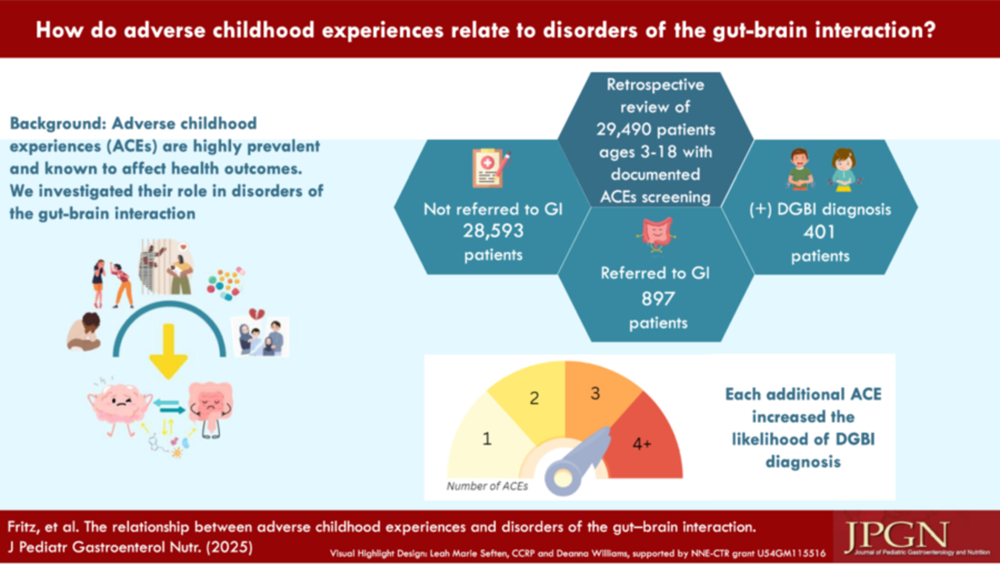 How do adverse childhood experiences relate to disorders of the gut-brain interaction?
Background: Adverse childhood
experiences (ACEs) are highly prevalent
and known to affect health outcomes.
We investigated their role in disorders of
the gut-brain interaction
Retrospective
review of
29,490 patients
ages 3-18 with
documented
ACEs screening
Not referred to GI
28,593
patients
Referred to GI
897
patients
(+) DGBI diagnosis
401
patients
1
2
3
4+
Number of ACEs
Each additional ACE
increased the
likelihood of DGBI
diagnosis
Fritz, et al. The relationship between adverse childhood experiences and disorders of the gut–brain interaction.
J Pediatr Gastroenterol Nutr. (2025)
Visual Highlight Design: Leah Marie Seften, CCRP and Deanna Williams, supported by NNE-CTR grant U54GM115516
JPGN
Journal of Pediatric Gastroenterology and Nutrition